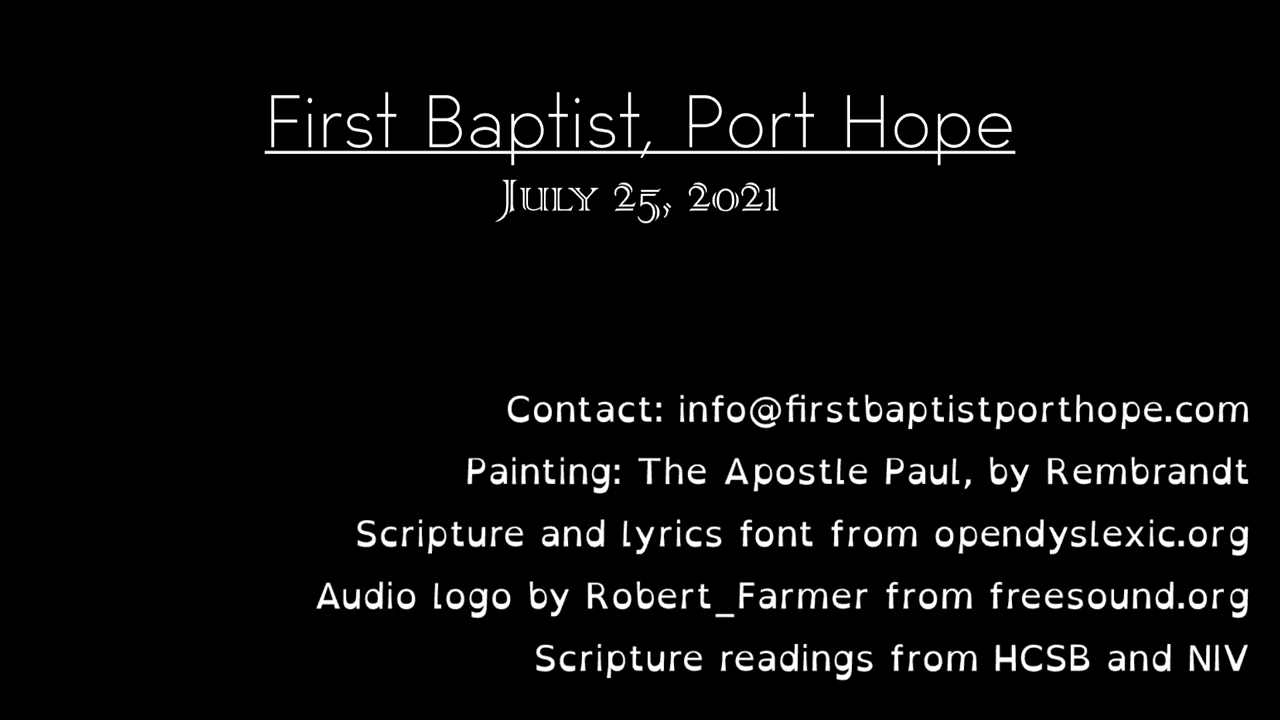 First Baptist, Port Hope
July 25, 2021
Contact: info@firstbaptistporthope.com
Painting: The Apostle Paul, by Rembrandt
Scripture and lyrics font from opendyslexic.org
Audio logo by Robert_Farmer from freesound.org
Scripture readings from HCSB and NIV